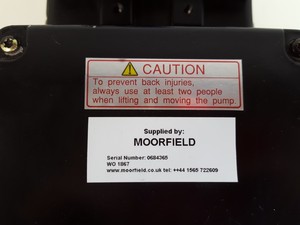 CAUTION
To prevent back injuries,
always use at least two people
when lifting and moving the pump.
Supplied by:
MOORFIELD
Serial Number: 0684365
WO 1867
www.moorfield.co.uk tel: ++44 1565 722609